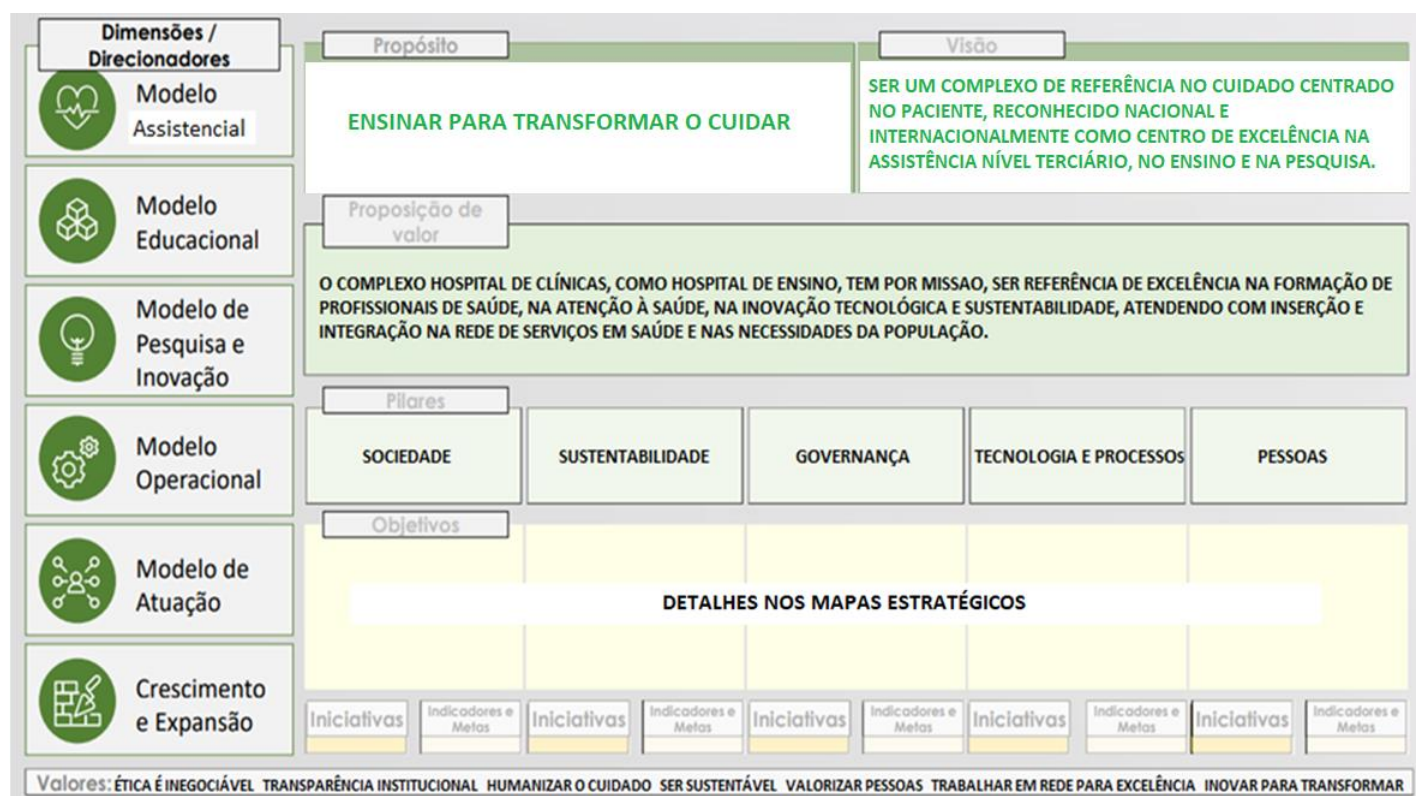 Dimensões /
Direcionadores
Modelo
Assistencial
Modelo
Educacional
Modelo de
Pesquisa e
Inovação
Modelo
Operacional
Modelo de
Atuação
Crescimento
e Expansão
Propósito
ENSINAR PARA TRANSFORMAR O CUIDAR
Visão
SER UM COMPLEXO DE REFERÊNCIA NO CUIDADO CENTRADO
NO PACIENTE, RECONHECIDO NACIONAL E
INTERNACIONALMENTE COMO CENTRO DE EXCELÊNCIA NA
ASSISTÊNCIA NÍVEL TERCIÁRIO, NO ENSINO E NA PESQUISA.
Proposição de
valor
O COMPLEXO HOSPITAL DE CLÍNICAS, COMO HOSPITAL DE ENSINO, TEM POR MISSAO, SER REFERÊNCIA DE EXCELÊNCIA NA FORMAÇÃO DE
PROFISSIONAIS DE SAÚDE, NA ATENÇÃO À SAÚDE, NA INOVAÇÃO TECNOLÓGICA E SUSTENTABILIDADE, ATENDENDO COM INSERÇÃO E
INTEGRAÇÃO NA REDE DE SERVIÇOS EM SAÚDE E NAS NECESSIDADES DA POPULAÇÃO.
Pilares
SOCIEDADE
SUSTENTABILIDADE
GOVERNANÇA
TECNOLOGIA E PROCESSOs
PESSOAS
Objetivos
DETALHES NOS MAPAS ESTRATÉGICOS
Iniciativas
Indicadores e
Metas
Iniciativas
Indicadores e
Metas
Iniciativas
Indicadores e
Metas
Iniciativas
Indicadores e
Metas
Iniciativas
Indicadores e
Metas
Valores: ÉTICA É INEGOCIÁVEL TRANSPARÊNCIA INSTITUCIONAL HUMANIZAR O CUIDADO SER SUSTENTÁVEL VALORIZAR PESSOAS TRABALHAR EM REDE PARA EXCELÊNCIA INOVAR PARA TRANSFORMAR